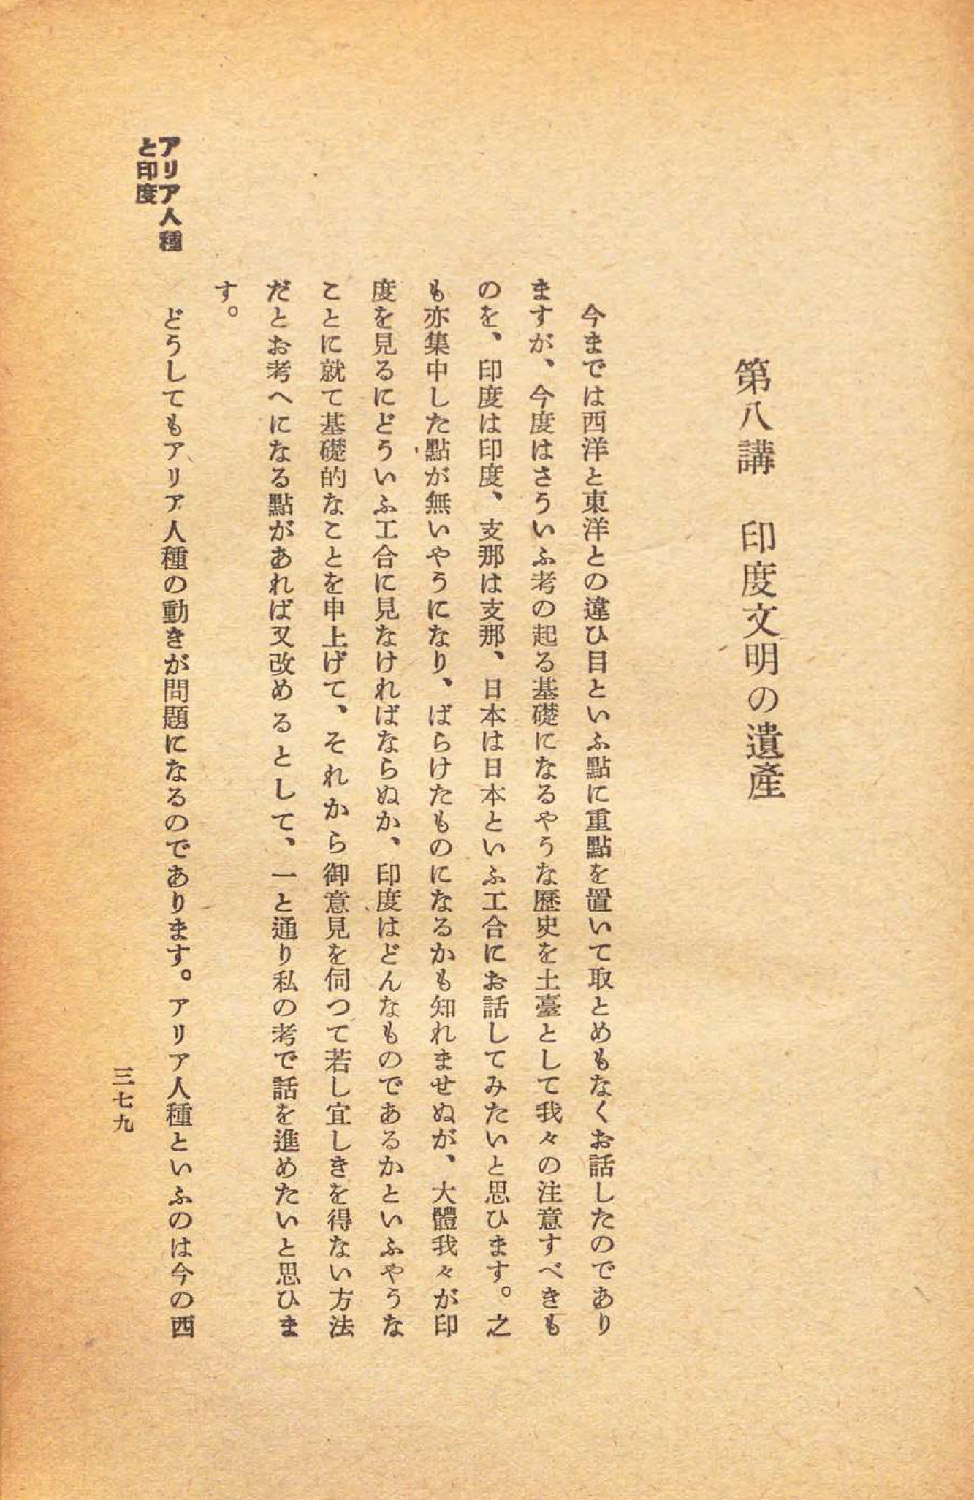 第八講　印度文明の遺產
今までは西洋と東洋との違ひ目といふ點に重點を置いて取とめもなくお話したのであり
ますが、今度はさういふ考の起る基礎になるやうな歷史を土臺として我々の注意すべきも
のを、印度は印度、支那は支那、日本は日本といふ工合にお話してみたいと思ひます。之
も亦集中した點が無いやうになり、ばらけたものになるかも知れませぬが、大體我々が印
度を見るにどういふ工合に見なければならぬか、印度はどんなものであるかといふやうな
ことに就て基礎的なことを申上げて、それから御意見を伺つて若し宜しきを得ない方法
だとお考へになる點があれば又改めるとして、一と通り私の考で話を進めたいと思ひま
す。
アリア人種
と印度
どうしてもアリア人種の動きが問題になるのであります。アリア人種といふのは今の西
三七九